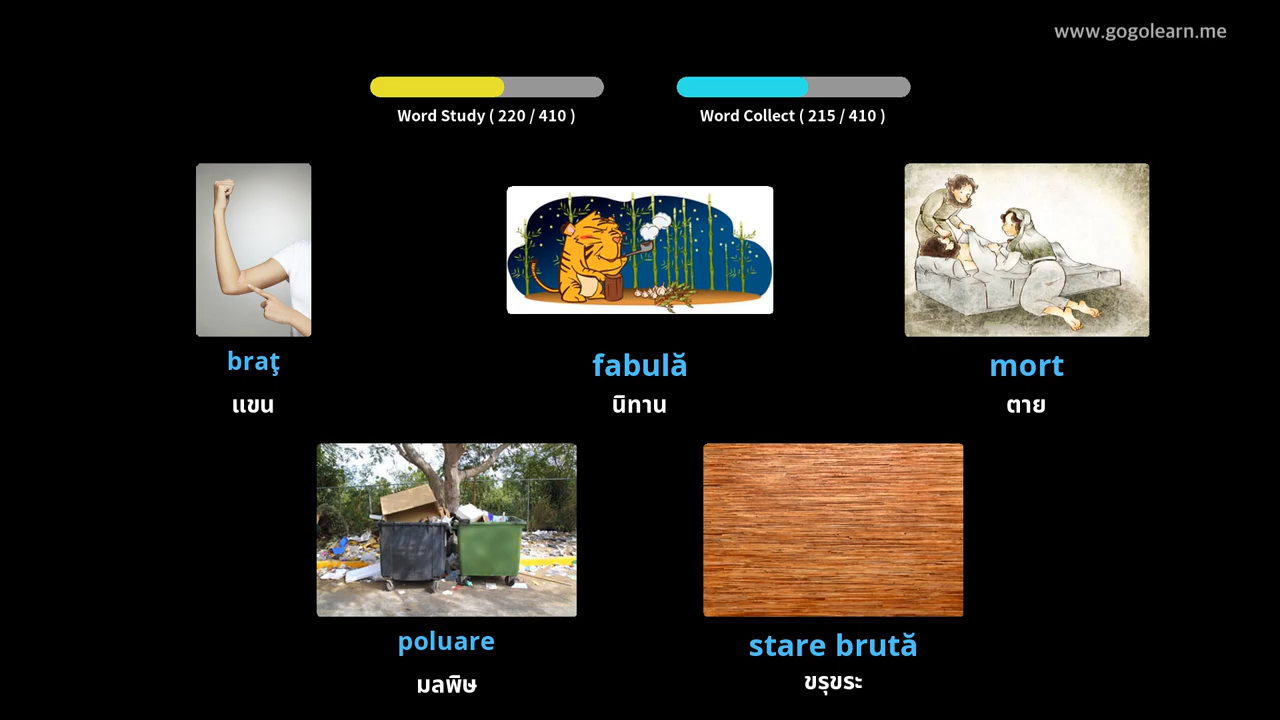 www.gogolearn.me
Word Study ( 220 / 410 )
Word Collect ( 215 / 410 )
braţ
fabulă
mort
แขน
นิทาน
ตาย
poluare
stare brută
มลพิษ
ขรุขระ